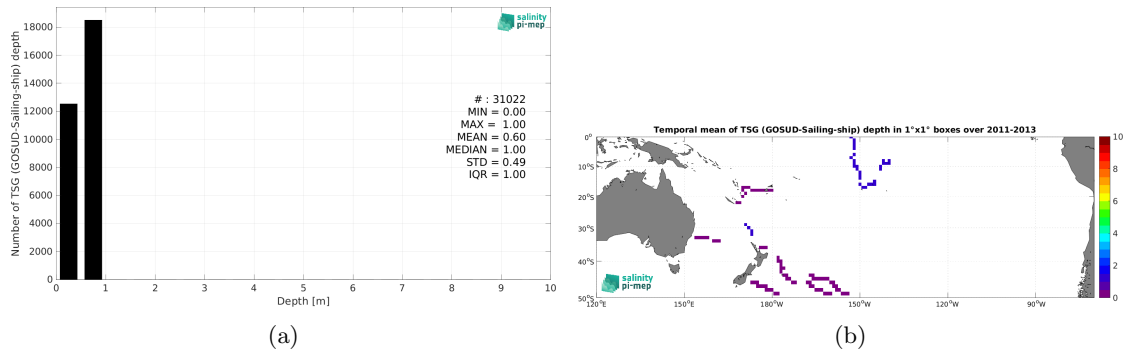 18000
16000
14000
12000
10000
8000
6000
4000
2000
0
Number of TSG (GOSUD-Sailing-ship) depth
salinity
pi-mep
# : 31022
MIN = 0.00
MAX = 1.00
MEAN = 0.60
MEDIAN = 1.00
STD = 0.49
IQR = 1.00
0 1 2 3 4 5 6 7 8 9 10
Depth [m]
(a)
Temporal mean of TSG (GOSUD-Sailing-ship) depth in 1°x1° boxes over 2011-2013
0°
10°S
20°S
30°S
40°S
50°S
120°E 150°E 180°W 150°W 120°W 90°W
salinity
pi-mep
10
8
6
4
2
0
(b)